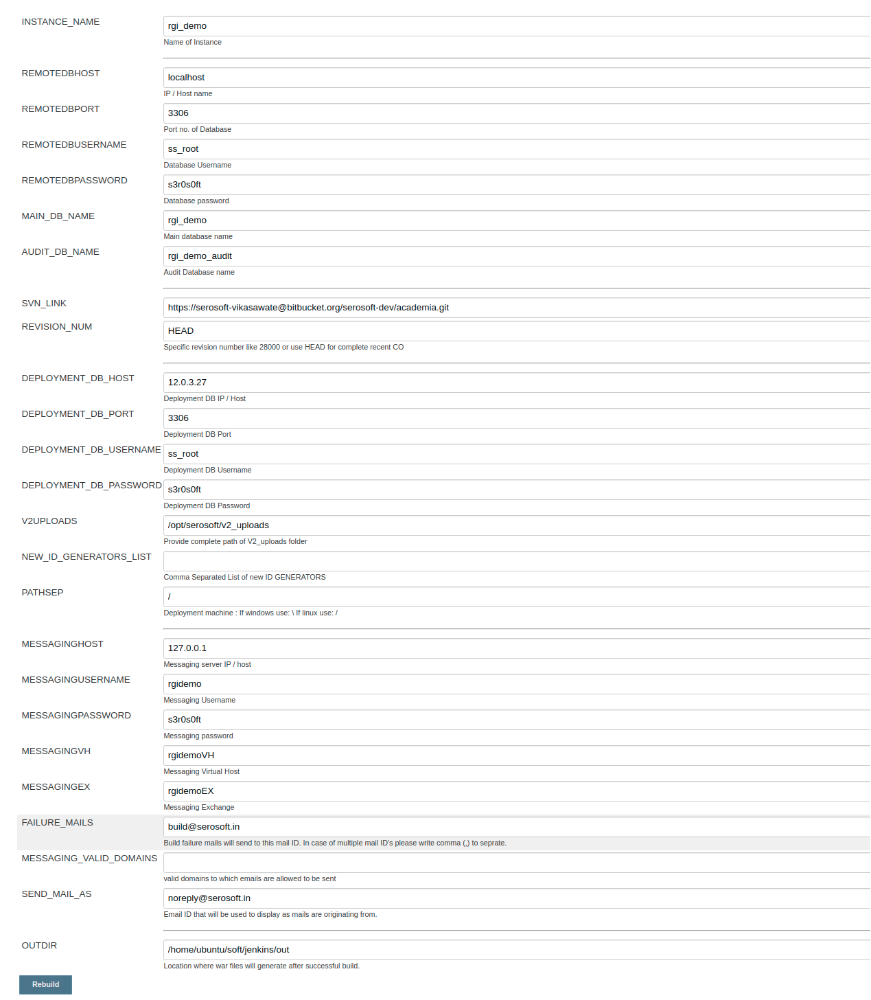 INSTANCE_NAME
rgi_demo
Name of Instance
REMOTEDBHOST
localhost
IP / Host name
REMOTEDBPORT
3306
Port no. of Database
REMOTEDBUSERNAME
ss_root
Database Username
REMOTEDBPASSWORD
s3r0s0ft
Database password
MAIN_DB_NAME
rgi_demo
Main database name
AUDIT_DB_NAME
rgi_demo_audit
Audit Database name
SVN_LINK
https://serosoft-vikasawate@bitbucket.org/serosoft-dev/academia.git
REVISION_NUM
HEAD
Specific revision number like 28000 or use HEAD for complete recent CO
DEPLOYMENT_DB_HOST
12.0.3.27
Deployment DB IP / Host
DEPLOYMENT_DB_PORT
3306
Deployment DB Port
DEPLOYMENT_DB_USERNAME
ss_root
Deployment DB Username
DEPLOYMENT_DB_PASSWORD
s3r0s0ft
Deployment DB Password
V2UPLOADS
/opt/serosoft/v2_uploads
Provide complete path of V2_uploads folder
NEW_ID_GENERATORS_LIST
Comma Separated List of new ID GENERATORS
PATHSEP
/
Deployment machine : If windows use: \ If linux use: /
MESSAGINGHOST
127.0.0.1
Messaging server IP / host
MESSAGINGUSERNAME
rgidemo
Messaging Username
MESSAGINGPASSWORD
s3r0s0ft
Messaging password
MESSAGINGVH
rgidemoVH
Messaging Virtual Host
MESSAGINGEX
rgidemoEX
Messaging Exchange
FAILURE_MAILS
build@serosoft.in
Build failure mails will send to this mail ID. In case of multiple mail ID's please write comma (,) to seprate.
MESSAGING_VALID_DOMAINS
valid domains to which emails are allowed to be sent
SEND_MAIL_AS
noreply@serosoft.in
Email ID that will be used to display as mails are originating from.
OUTDIR
/home/ubuntu/soft/jenkins/out
Location where war files will generate after successful build.
Rebuild